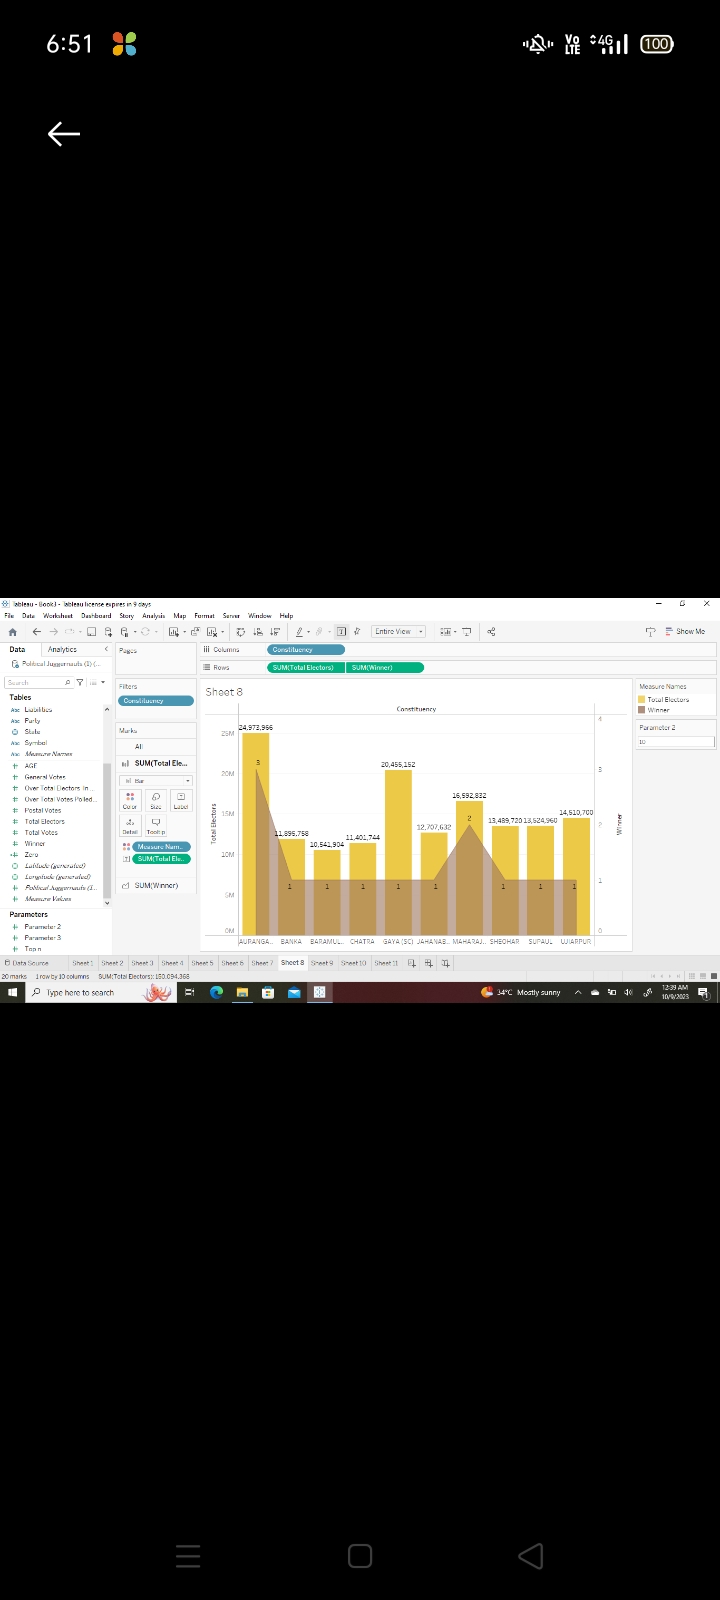 6:51
Vo LTE 4G 100
Tableau - Book3 - Tableau license expires in 9 days
File Data Worksheet Dashboard Story Analysis Map Format Server Window Help
Entire View
Show Me
Data Analytics
Political Juggernauts (1) (...
Search
Tables
Liabilities
Abc Party
State
Abc Symbol
Abc Measure Names
AGE
General Votes
Over Total Electors In ...
Over Total Votes Polled...
Postal Votes
Total Electors
Total Votes
Winner
Zero
Latitude (generated)
Longitude (generated)
Political Juggernauts (1...
Measure Values
Parameters
Parameter 2
Parameter 3
Top n
Pages
Filters
Constituency
Marks
All
SUM(Total Ele...
Bar
Color Size Label
Detail Tooltip
Measure Nam..
SUM(Total Ele..
SUM(Winner)
Columns Constituency
Rows SUM(Total Electors) SUM(Winner)
Sheet 8
Constituency
Total Electors
25M
20M
15M
10M
5M
0M
24,973,966
11,895,758
10,541,904
11,401,744
20,455,152
12,707,632
16,592,832
13,489,720
13,524,960
14,510,700
3 1 1 1 1 1 2 1 1 1
4
3
2
1
0
Winner
AURANGA.. BANKA BARAMUL.. CHATRA GAYA (SC) JAHANAB.. MAHARAJ.. SHEOHAR SUPAUL UJIARPUR
Measure Names
Total Electors
Winner
Parameter 2
10
Data Source Sheet 1 Sheet 2 Sheet 3 Sheet 4 Sheet 5 Sheet 6 Sheet 7 Sheet 8 Sheet 9 Sheet 10 Sheet 11
20 marks 1 row by 10 columns SUM(Total Electors): 150,094,368
Type here to search
34°C Mostly sunny
12:39 AM
10/9/2023